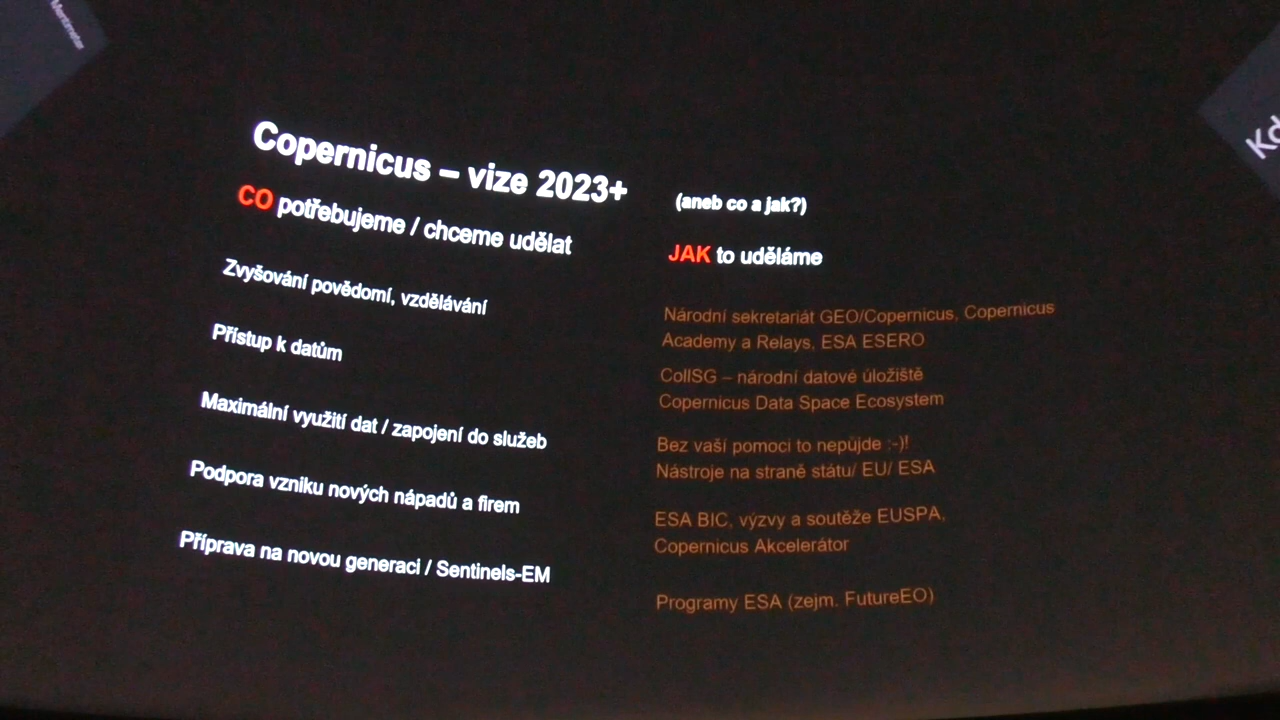 Copernicus – vize 2023+
(aneb co a jak?)
CO potřebujeme / chceme udělat
JAK to uděláme
Zvyšování povědomí, vzdělávání
Národní sekretariát GEO/Copernicus, Copernicus
Academy a Relays, ESA ESERO
Přístup k datům
CollSG – národní datové úložiště
Copernicus Data Space Ecosystem
Maximální využití dat / zapojení do služeb
Bez vaší pomoci to nepůjde :-)!
Nástroje na straně státu/ EU/ ESA
Podpora vzniku nových nápadů a firem
ESA BIC, výzvy a soutěže EUSPA,
Copernicus Akcelerátor
Příprava na novou generaci / Sentinels-EM
Programy ESA (zejm. FutureEO)